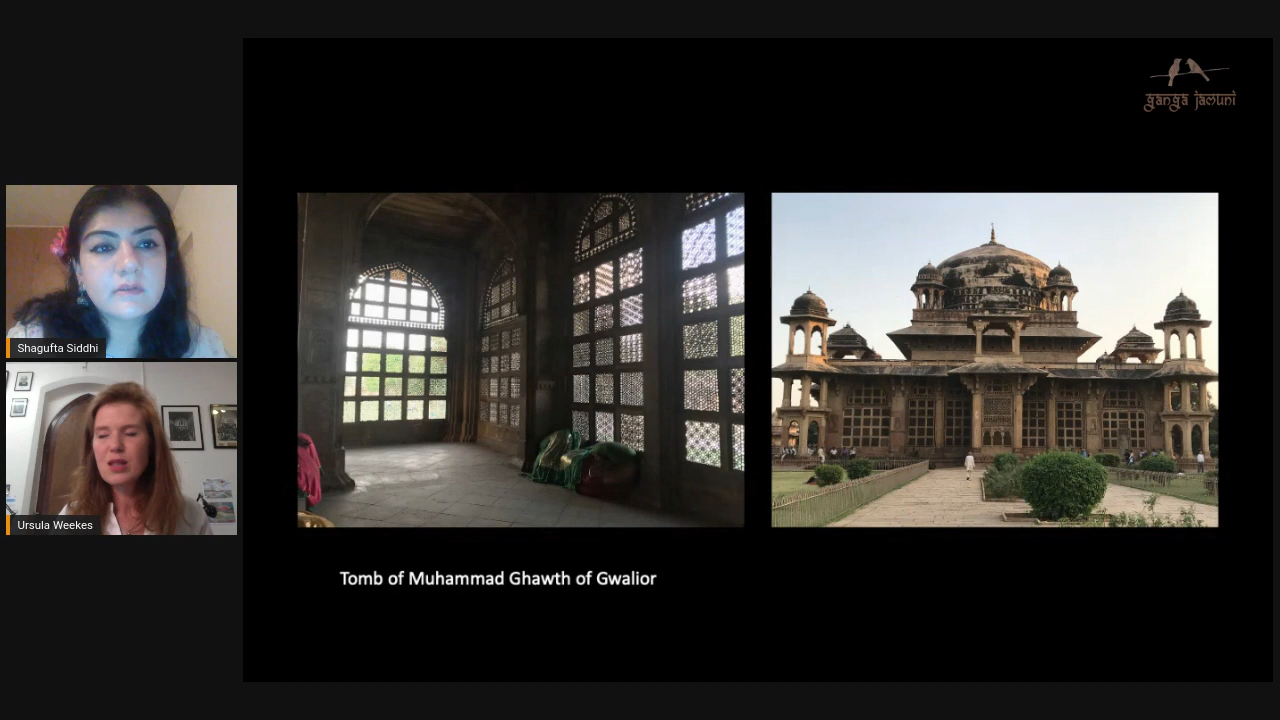 ganga jamuni
Shagufta Siddhi
Ursula Weekes
Tomb of Muhammad Ghawth of Gwalior